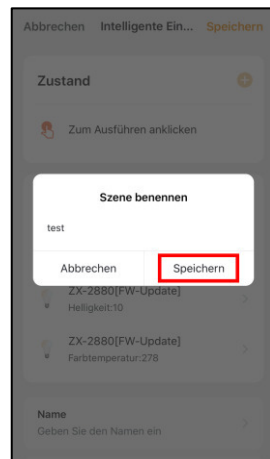 Abbrechen Intelligente Ein... Speichern
Zustand
Zum Ausführen anklicken
Szene benennen
test
Abbrechen Speichern
ZX-2880[FW-Update]
Helligkeit:10
ZX-2880[FW-Update]
Farbtemperatur:278
Name
Geben Sie den Namen ein